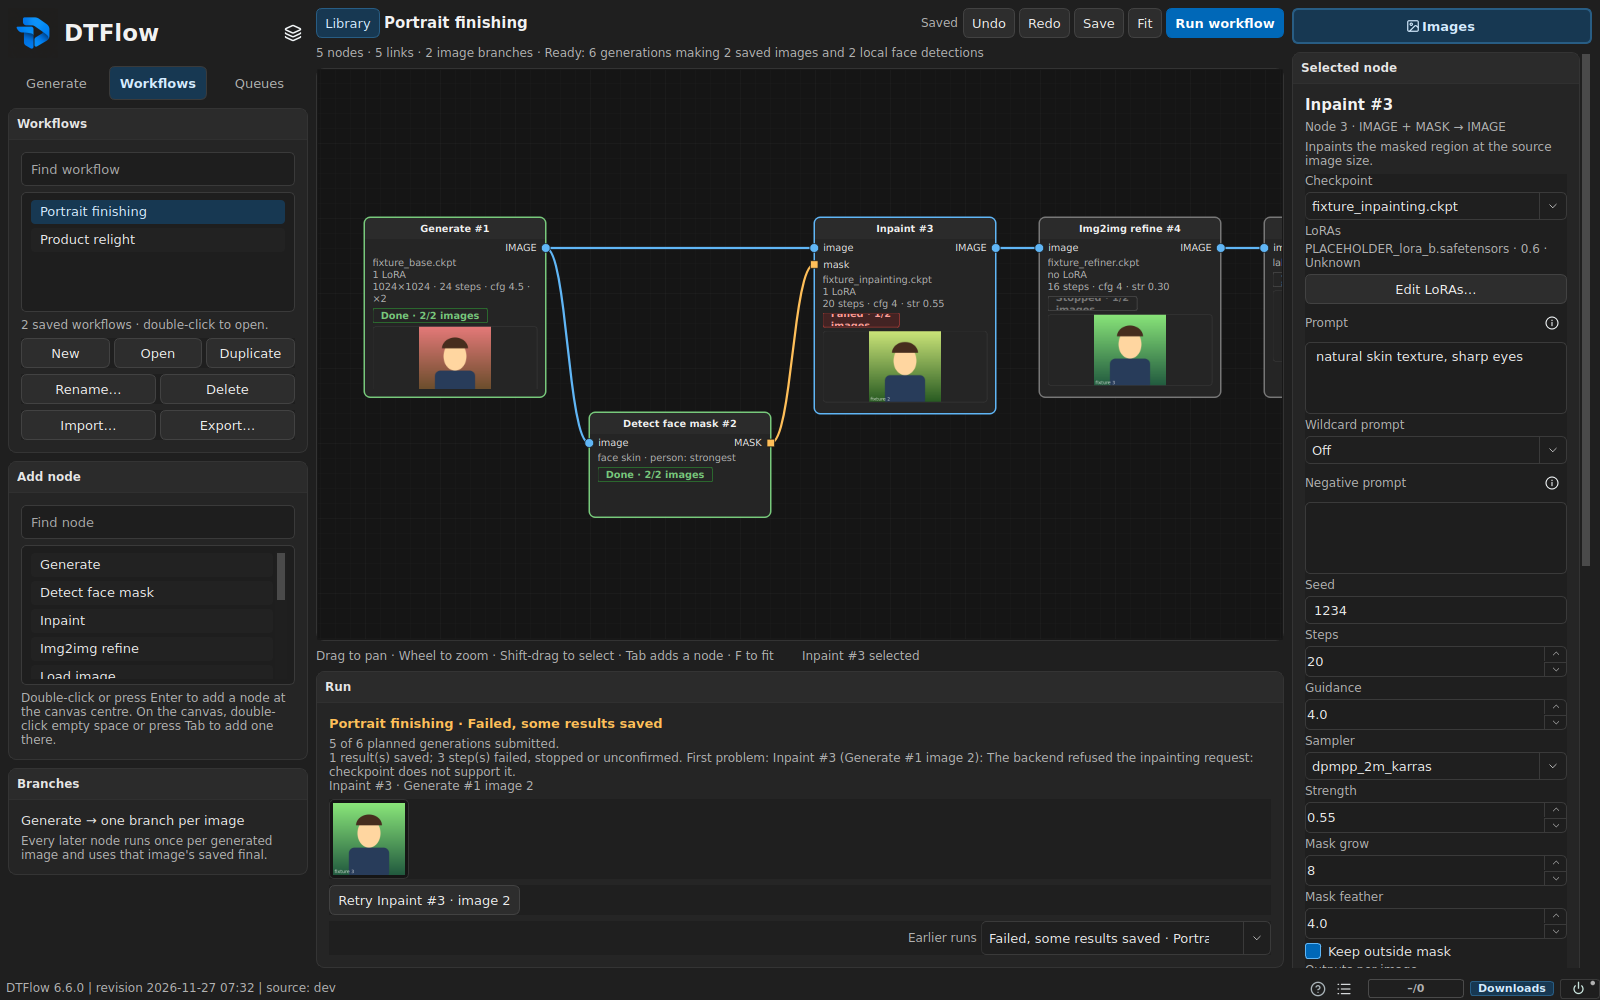 DTFlow
Generate
Workflows
Queues
Workflows
Find workflow
Portrait finishing
Product relight
2 saved workflows · double-click to open.
New
Open
Duplicate
Rename…
Delete
Import…
Export…
Add node
Find node
Generate
Detect face mask
Inpaint
Img2img refine
Load image
Double-click or press Enter to add a node at
the canvas centre. On the canvas, double-
click empty space or press Tab to add one
there.
Branches
Generate → one branch per image
Every later node runs once per generated
image and uses that image's saved final.
Library
Portrait finishing
Saved
Undo
Redo
Save
Fit
Run workflow
5 nodes · 5 links · 2 image branches · Ready: 6 generations making 2 saved images and 2 local face detections
Generate #1
IMAGE
fixture_base.ckpt
1 LoRA
1024×1024 · 24 steps · cfg 4.5 ·
×2
Done · 2/2 images
Detect face mask #2
image
MASK
face skin · person: strongest
Done · 2/2 images
Inpaint #3
image
IMAGE
mask
fixture_inpainting.ckpt
1 LoRA
20 steps · cfg 4 · str 0.55
Failed · 1/2
images
fixture 2
Img2img refine #4
image
IMAGE
fixture_refiner.ckpt
no LoRA
16 steps · cfg 4 · str 0.30
Stopped · 1/2
images
fixture 3
Drag to pan · Wheel to zoom · Shift-drag to select · Tab adds a node · F to fit
Inpaint #3 selected
Run
Portrait finishing · Failed, some results saved
5 of 6 planned generations submitted.
1 result(s) saved; 3 step(s) failed, stopped or unconfirmed. First problem: Inpaint #3 (Generate #1 image 2): The backend refused the inpainting request:
checkpoint does not support it.
Inpaint #3 · Generate #1 image 2
fixture 3
Retry Inpaint #3 · image 2
Earlier runs
Failed, some results saved · Portra
Images
Selected node
Inpaint #3
Node 3 · IMAGE + MASK → IMAGE
Inpaints the masked region at the source
image size.
Checkpoint
fixture_inpainting.ckpt
LoRAs
PLACEHOLDER_lora_b.safetensors · 0.6 ·
Unknown
Edit LoRAs…
Prompt
natural skin texture, sharp eyes
Wildcard prompt
Off
Negative prompt
Seed
1234
Steps
20
Guidance
4.0
Sampler
dpmpp_2m_karras
Strength
0.55
Mask grow
8
Mask feather
4.0
Keep outside mask
DTFlow 6.6.0 | revision 2026-11-27 07:32 | source: dev
–/0
Downloads